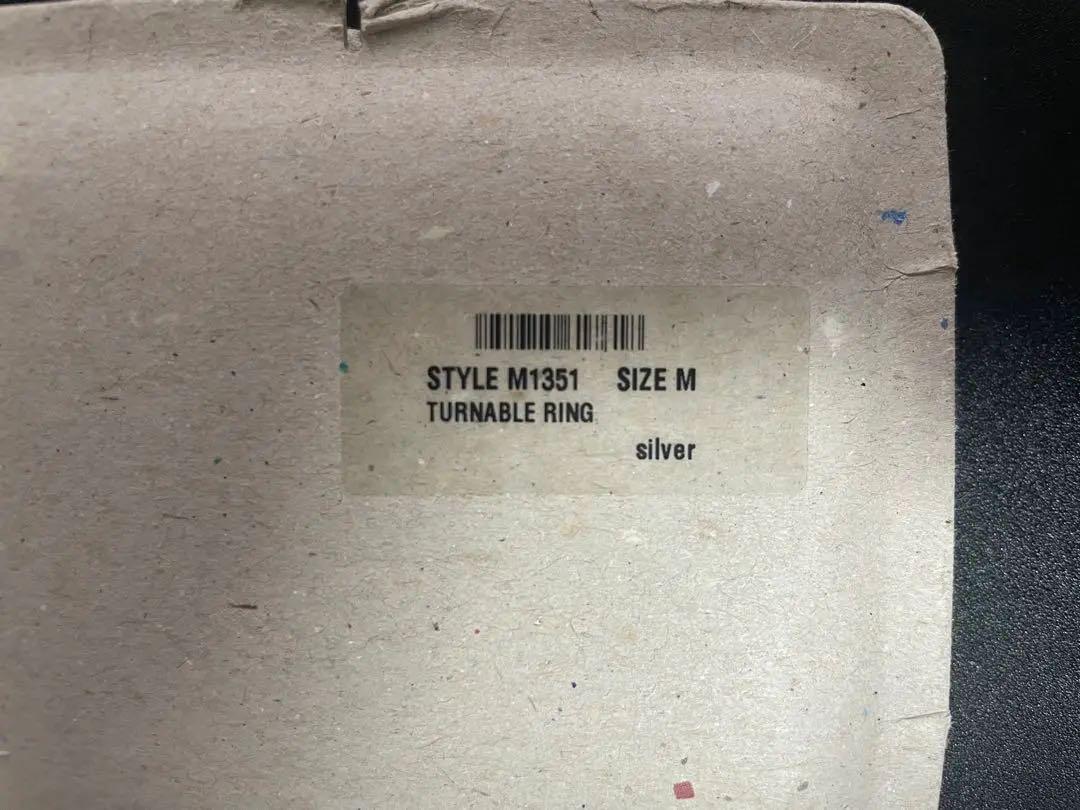 STYLE M1351 SIZE M
TURNABLE RING
silver